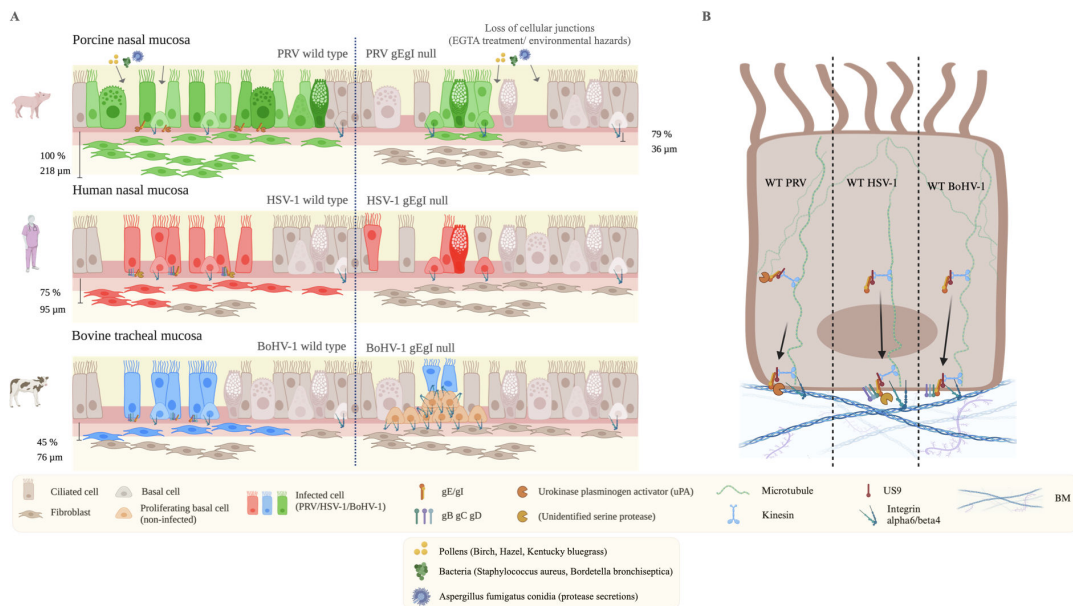 A
B
Loss of cellular junctions
(EGTA treatment/ environmental hazards)
Porcine nasal mucosa
PRV wild type
PRV gEgI null
100 %
218 µm
79 %
36 µm
Human nasal mucosa
HSV-1 wild type
HSV-1 gEgI null
75 %
95 µm
Bovine tracheal mucosa
BoHV-1 wild type
BoHV-1 gEgI null
45 %
76 µm
WT PRV
WT HSV-1
WT BoHV-1
Ciliated cell
Fibroblast
Basal cell
Proliferating basal cell
(non-infected)
Infected cell
(PRV/HSV-1/BoHV-1)
gE/gI
gB gC gD
Urokinase plasminogen activator (uPA)
(Unidentified serine protease)
Microtubule
Kinesin
US9
Integrin
alpha6/beta4
BM
Pollens (Birch, Hazel, Kentucky bluegrass)
Bacteria (Staphylococcus aureus, Bordetella bronchiseptica)
Aspergillus fumigatus conidia (protease secretions)